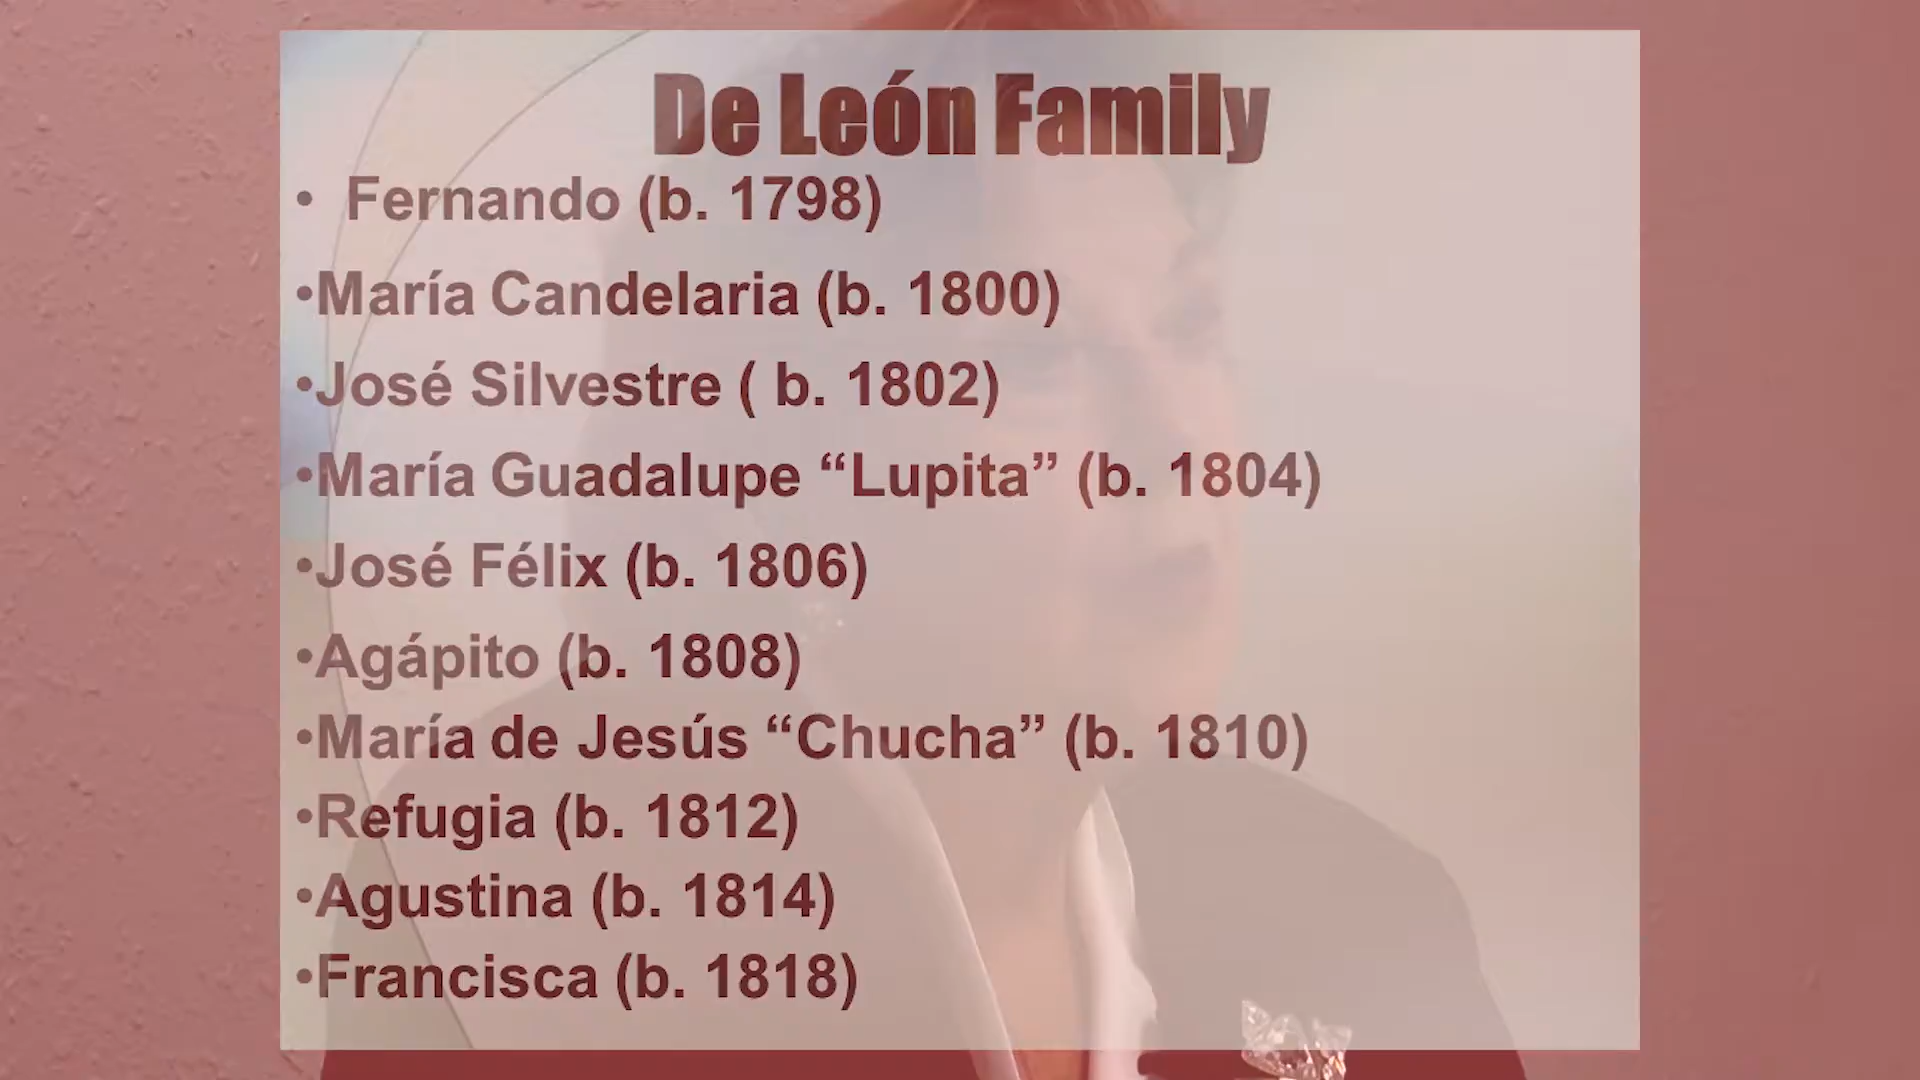 De León Family
• Fernando (b. 1798)
•María Candelaria (b. 1800)
•José Silvestre ( b. 1802)
•María Guadalupe “Lupita” (b. 1804)
•José Félix (b. 1806)
•Agápito (b. 1808)
•María de Jesús “Chucha” (b. 1810)
•Refugia (b. 1812)
•Agustina (b. 1814)
•Francisca (b. 1818)